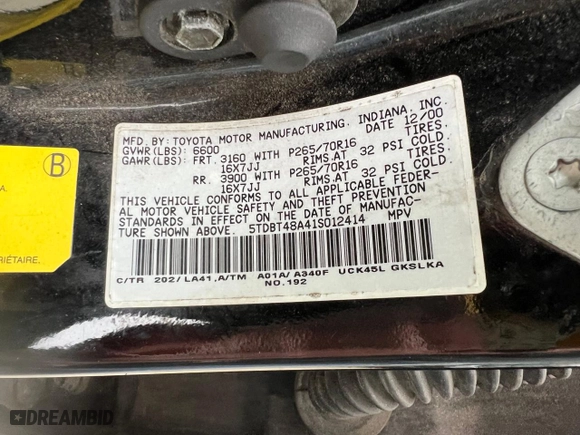 MFD. BY: TOYOTA MOTOR MANUFACTURING, INDIANA, INC.
GVWR(LBS): 6600 DATE 12/00
GAWR(LBS): FRT. 3160 WITH P265/70R16 TIRES.
16X7JJ RIMS.AT 32 PSI COLD.
RR. 3900 WITH P265/70R16 TIRES.
16X7JJ RIMS.AT 32 PSI COLD.
THIS VEHICLE CONFORMS TO ALL APPLICABLE FEDER-
AL MOTOR VEHICLE SAFETY AND THEFT PREVENTION
STANDARDS IN EFFECT ON THE DATE OF MANUFAC-
TURE SHOWN ABOVE. 5TDBT48A41S012414 MPV
C/TR 202/LA41,A/TM A01A/A340F UCK45L GKSLKA
NO.192
B
A.
RIÉTAIRE.
DREAMBID